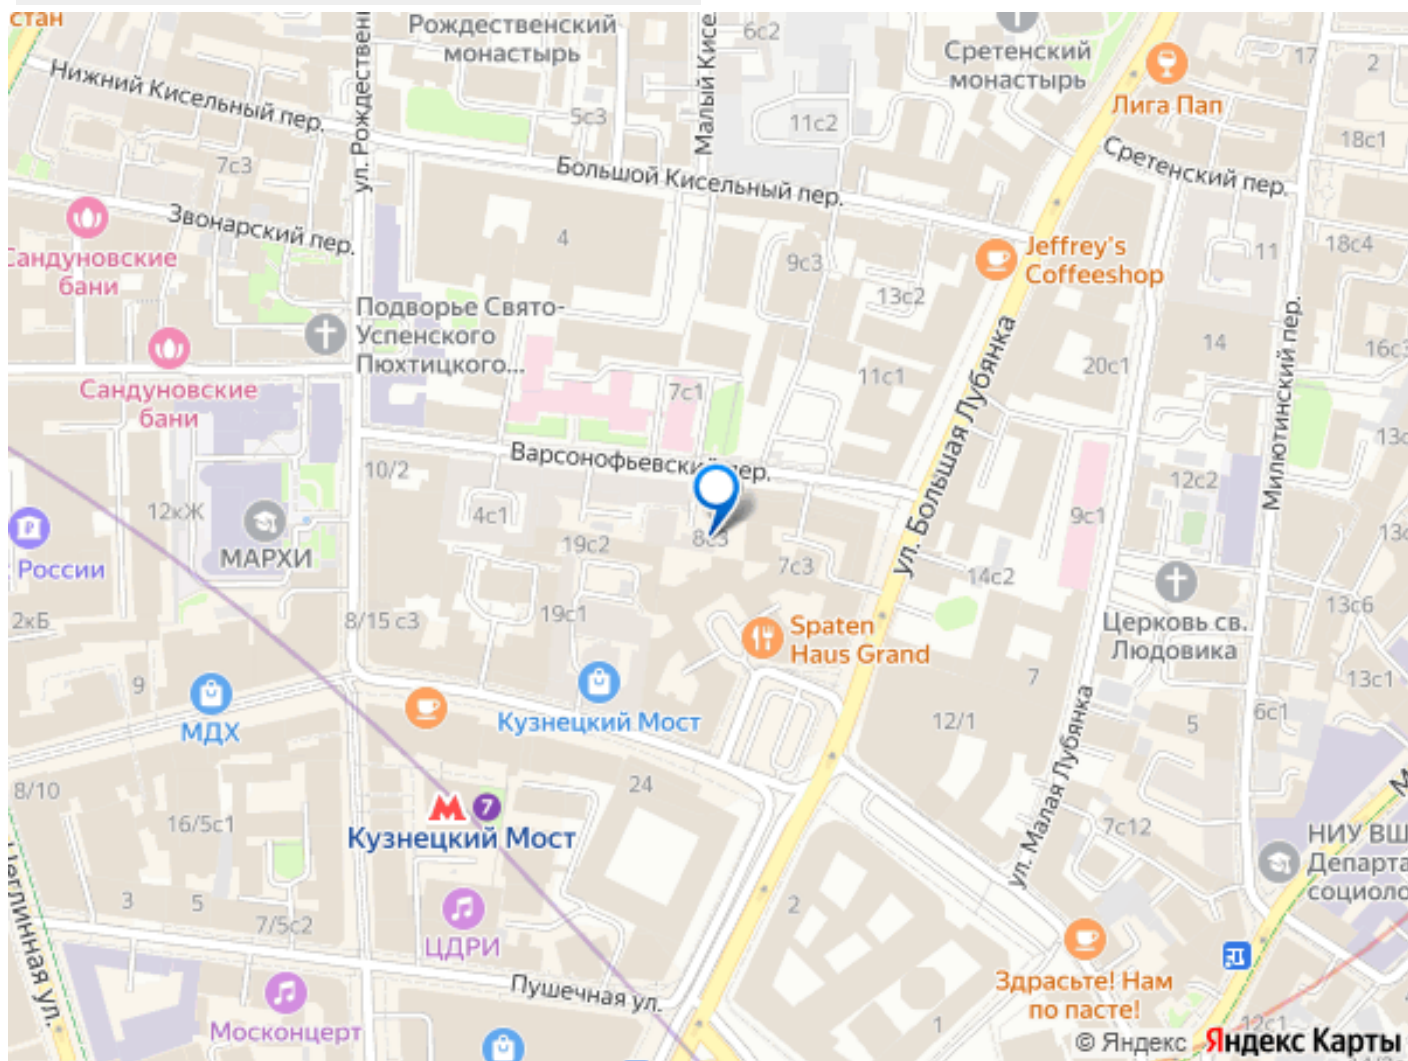 стан
Рождественский
монастырь
6с2
Сретенский
монастырь
17
2
Лига Пап
Нижний Кисельный пер.
ул. Рождествен
Малый Кисе
5с3
11с2
18с1
7с3
Большой Кисельный пер.
Сретенский пер.
Звонарский пер.
Сандуновские
бани
4
9с3
Jeffrey's
Coffeeshop
11
18с4
13с2
Подворье Свято-
Успенского
Пюхтицкого...
Сандуновские
бани
7с1
11с1
20с1
14
16с3
ул. Большая Лубянка
Милютинский пер.
Варсонофьевский пер.
10/2
12кЖ
4с1
12с2
МАРХИ
России
19с2
8с3
7с3
14с2
9с1
2кБ
8/15 с3
19с1
Spaten
Haus Grand
Церковь св.
Людовика
13с6
9
МДХ
Кузнецкий Мост
12/1
7
5
6с1
13с1
ул. Малая Лубянка
8/10
24
16/5с1
7
Кузнецкий Мост
7с12
НИУ ВШ
Департа
социоло
Неглинная ул.
3
5
7/5с2
ЦДРИ
2
Пушечная ул.
Здрасьте! Нам
по пасте!
Москонцерт
1
12с1
© Яндекс Яндекс Карты